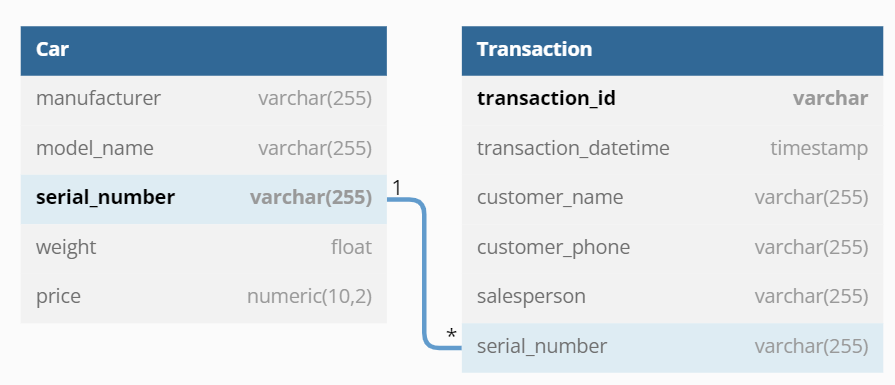 Car
manufacturer varchar(255)
model_name varchar(255)
serial_number varchar(255)
weight float
price numeric(10,2)
1
*
Transaction
transaction_id varchar
transaction_datetime timestamp
customer_name varchar(255)
customer_phone varchar(255)
salesperson varchar(255)
serial_number varchar(255)